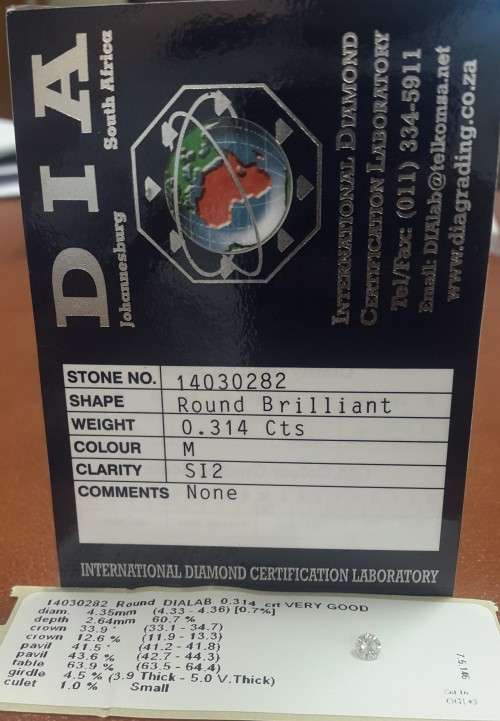 DIA
Johannesburg South Africa
INTERNATIONAL DIAMOND
CERTIFICATION LABORATORY
Tel/Fax: (011) 334-5911
Email: DIAlab@telkomsa.net
www.diagrading.co.za
STONE NO. 14030282
SHAPE Round Brilliant
WEIGHT 0.314 Cts
COLOUR M
CLARITY SI2
COMMENTS None
INTERNATIONAL DIAMOND CERTIFICATION LABORATORY
14030282 Round DIALAB 0.314 crt VERY GOOD
diam. 4.35mm (4.33 - 4.36) [0.7%]
depth 2.64mm 60.7 %
crown 33.9 ° (33.1 - 34.7)
crown 12.6 % (11.9 - 13.3)
pavil 41.5 ° (41.2 - 41.8)
pavil 43.6 % (42.7 - 44.3)
table 63.9 % (63.5 - 64.4)
girdle 4.5 % (3.9 Thick - 5.0 V.Thick)
culet 1.0 % Small